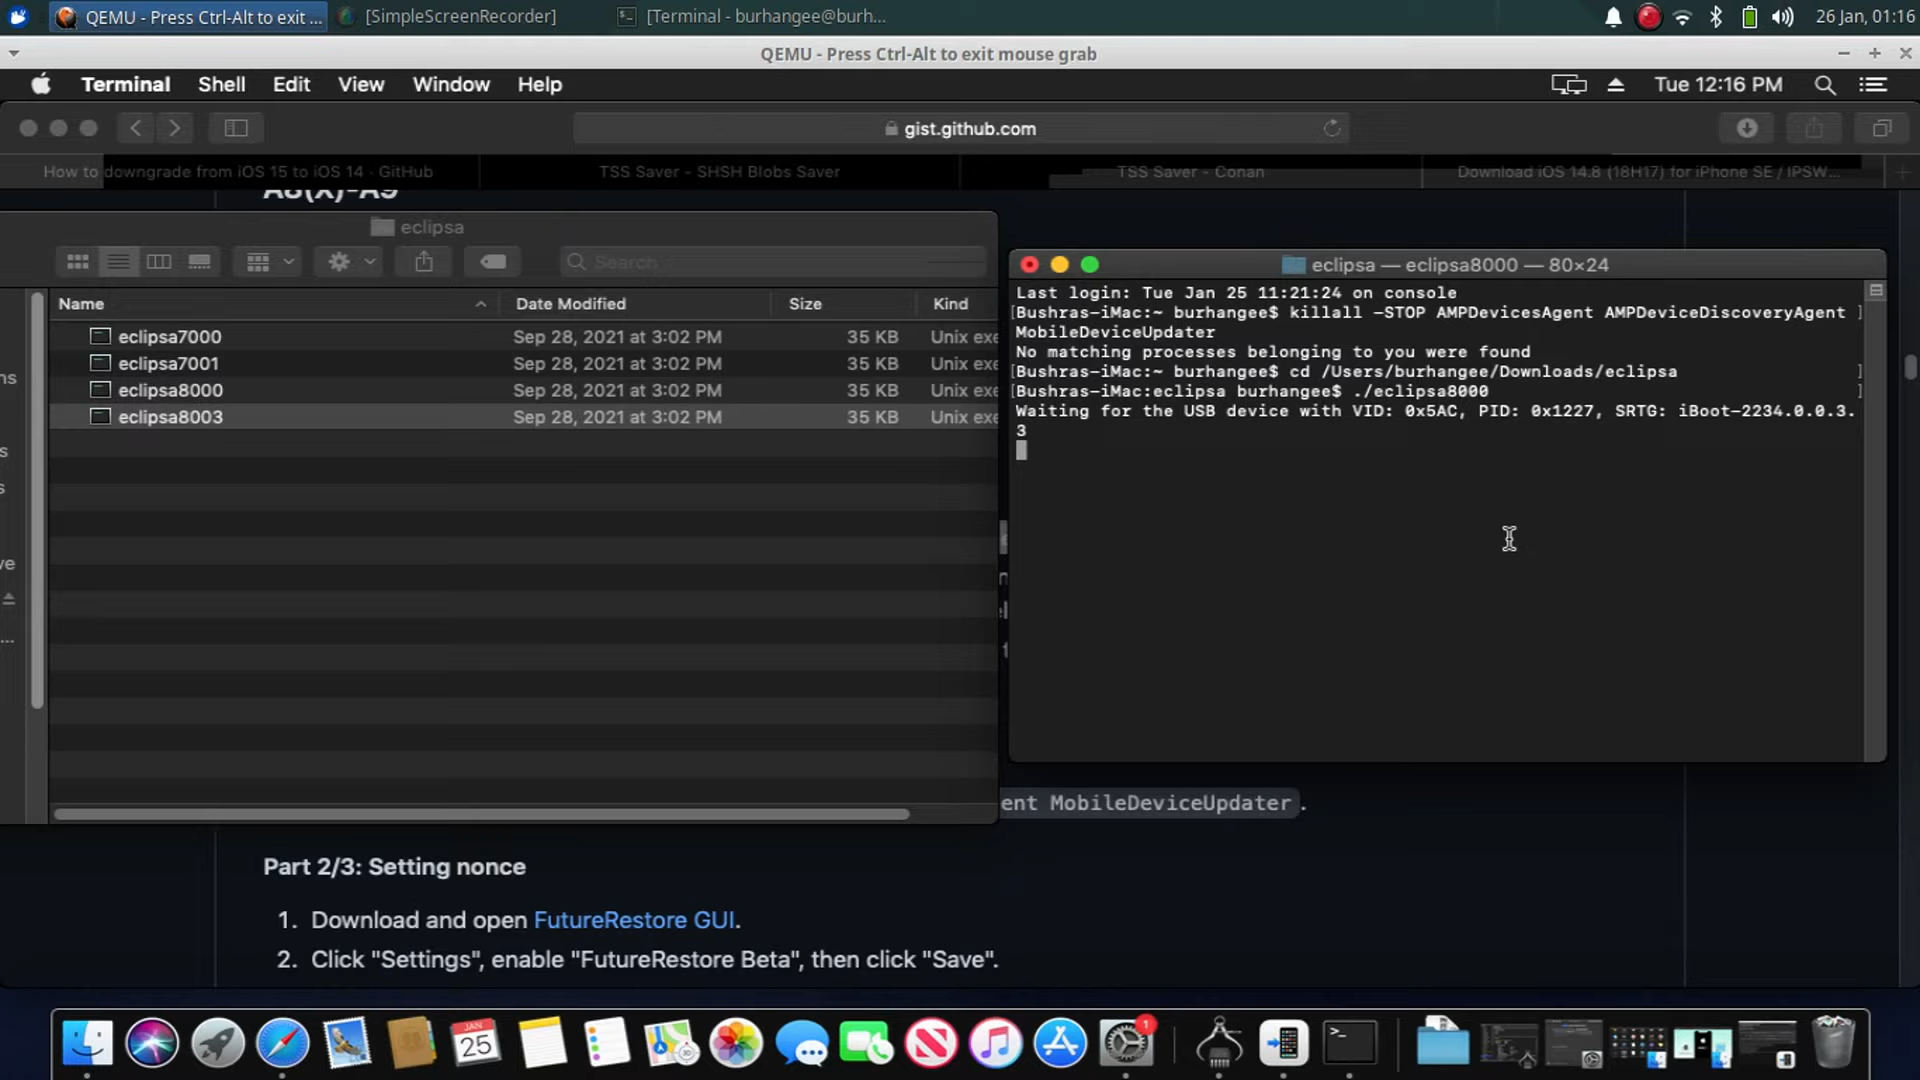 QEMU - Press Ctrl-Alt to exit ...
[SimpleScreenRecorder]
[Terminal - burhangee@burh...
26 Jan, 01:16
QEMU - Press Ctrl-Alt to exit mouse grab
Terminal Shell Edit View Window Help
Tue 12:16 PM
gist.github.com
How to downgrade from iOS 15 to iOS 14 · GitHub
TSS Saver - SHSH Blobs Saver
TSS Saver - Conan
Download iOS 14.8 (18H17) for iPhone SE / IPSW...
A8(X)-A9
eclipsa
Search
Name Date Modified Size Kind
eclipsa7000 Sep 28, 2021 at 3:02 PM 35 KB Unix exe
eclipsa7001 Sep 28, 2021 at 3:02 PM 35 KB Unix exe
eclipsa8000 Sep 28, 2021 at 3:02 PM 35 KB Unix exe
eclipsa8003 Sep 28, 2021 at 3:02 PM 35 KB Unix exe
eclipsa — eclipsa8000 — 80×24
Last login: Tue Jan 25 11:21:24 on console
[Bushras-iMac:~ burhangee$ killall -STOP AMPDevicesAgent AMPDeviceDiscoveryAgent ]
MobileDeviceUpdater
No matching processes belonging to you were found
[Bushras-iMac:~ burhangee$ cd /Users/burhangee/Downloads/eclipsa ]
[Bushras-iMac:eclipsa burhangee$ ./eclipsa8000 ]
Waiting for the USB device with VID: 0x5AC, PID: 0x1227, SRTG: iBoot-2234.0.0.3.
3
ent MobileDeviceUpdater.
Part 2/3: Setting nonce
1. Download and open FutureRestore GUI.
2. Click "Settings", enable "FutureRestore Beta", then click "Save".
JAN
25
1